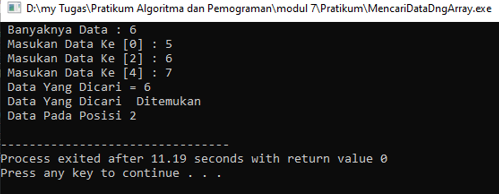 D:\my Tugas\Pratikum Algoritma dan Pemograman\modul 7\Pratikum\MencariDataDngArray.exe
Banyaknya Data : 6
Masukan Data Ke [0] : 5
Masukan Data Ke [2] : 6
Masukan Data Ke [4] : 7
Data Yang Dicari = 6
Data Yang Dicari  Ditemukan
Data Pada Posisi 2
--------------------------------
Process exited after 11.19 seconds with return value 0
Press any key to continue . . .